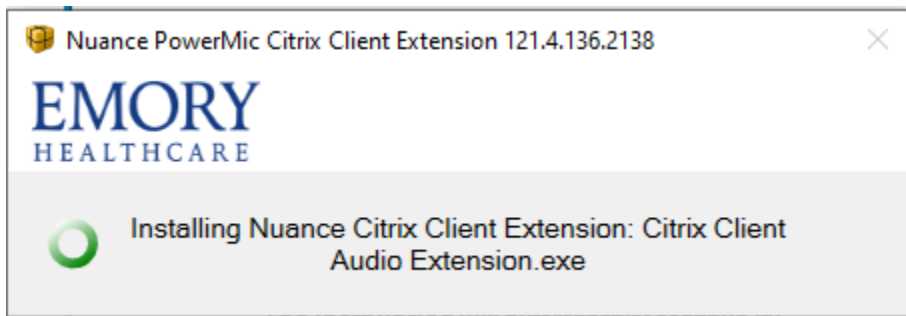 Nuance PowerMic Citrix Client Extension 121.4.136.2138
EMORY
HEALTHCARE
Installing Nuance Citrix Client Extension: Citrix Client
Audio Extension.exe